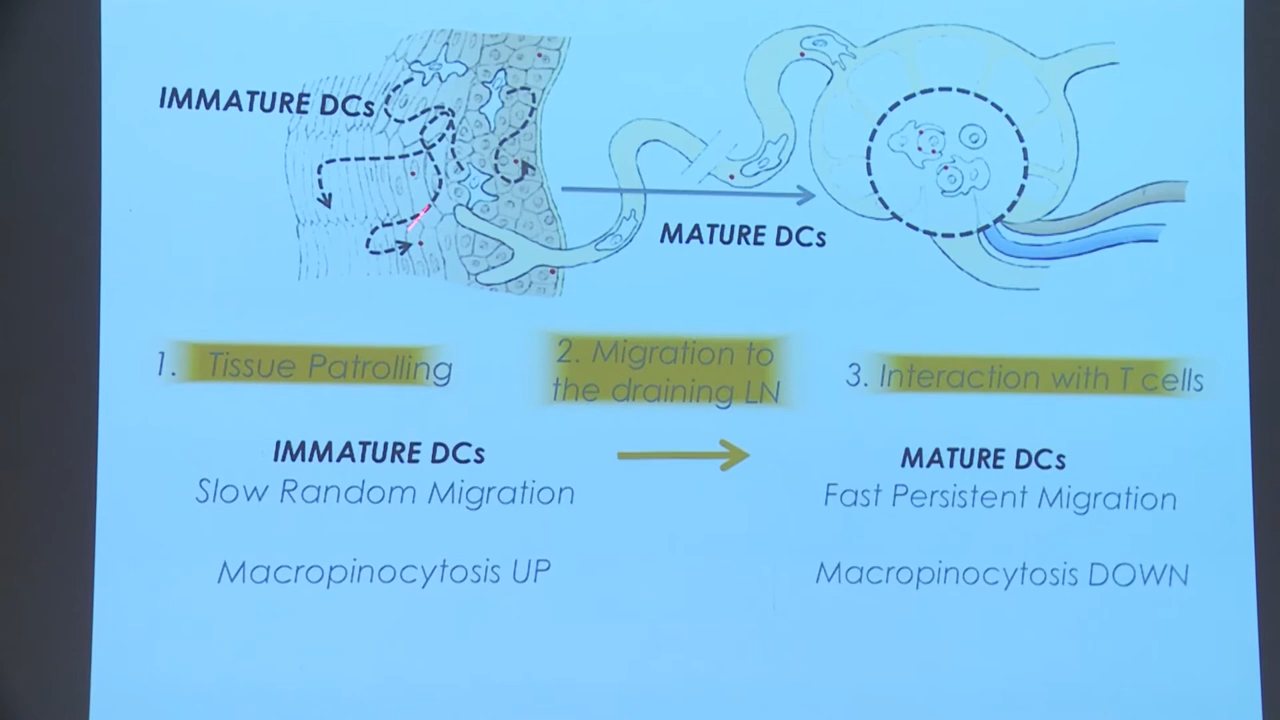 IMMATURE DCs
MATURE DCs
1. Tissue Patrolling
2. Migration to
the draining LN
3. Interaction with T cells
IMMATURE DCs
Slow Random Migration
Macropinocytosis UP
MATURE DCs
Fast Persistent Migration
Macropinocytosis DOWN